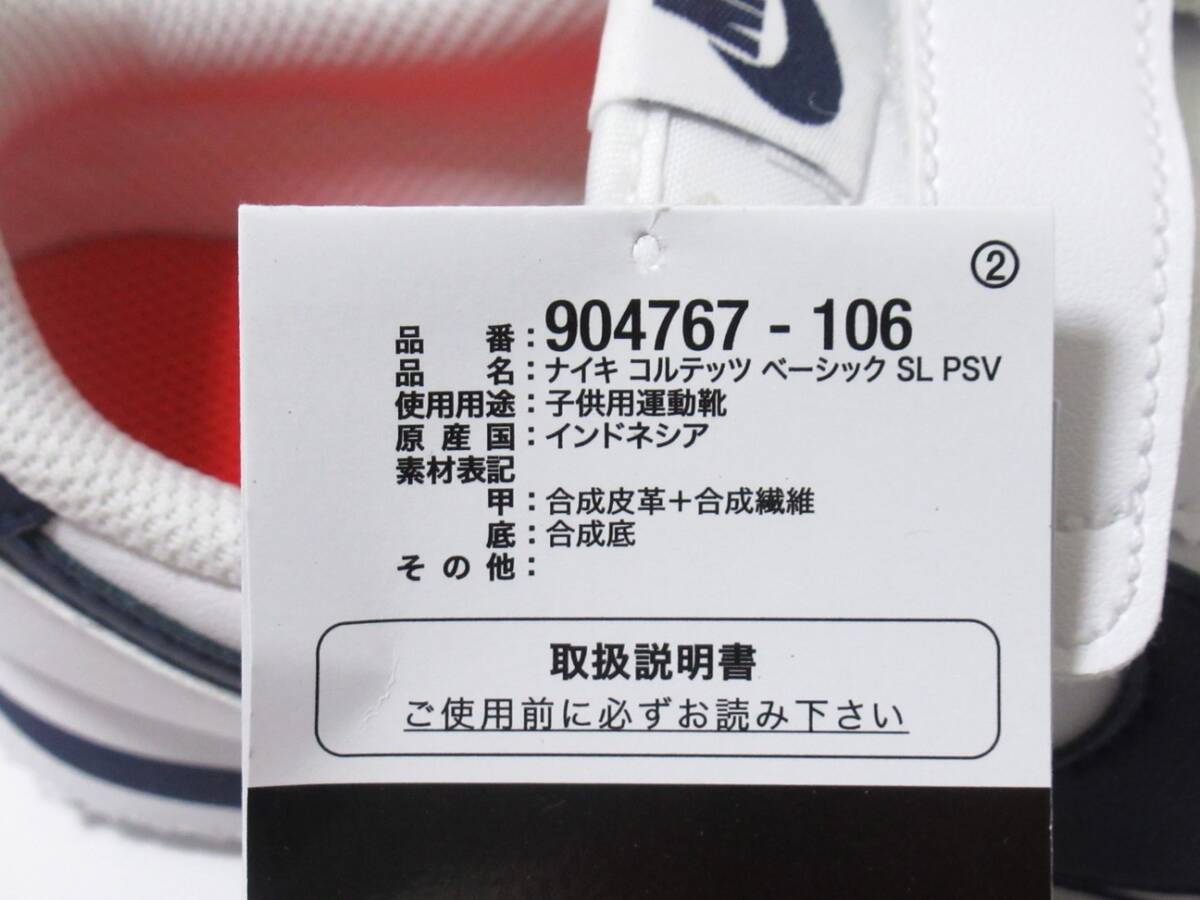 ②
品番:904767 - 106
品名:ナイキ コルテッツ ベーシック SL PSV
使用用途:子供用運動靴
原産国:インドネシア
素材表記
甲:合成皮革+合成繊維
底:合成底
その他:
取扱説明書
ご使用前に必ずお読み下さい